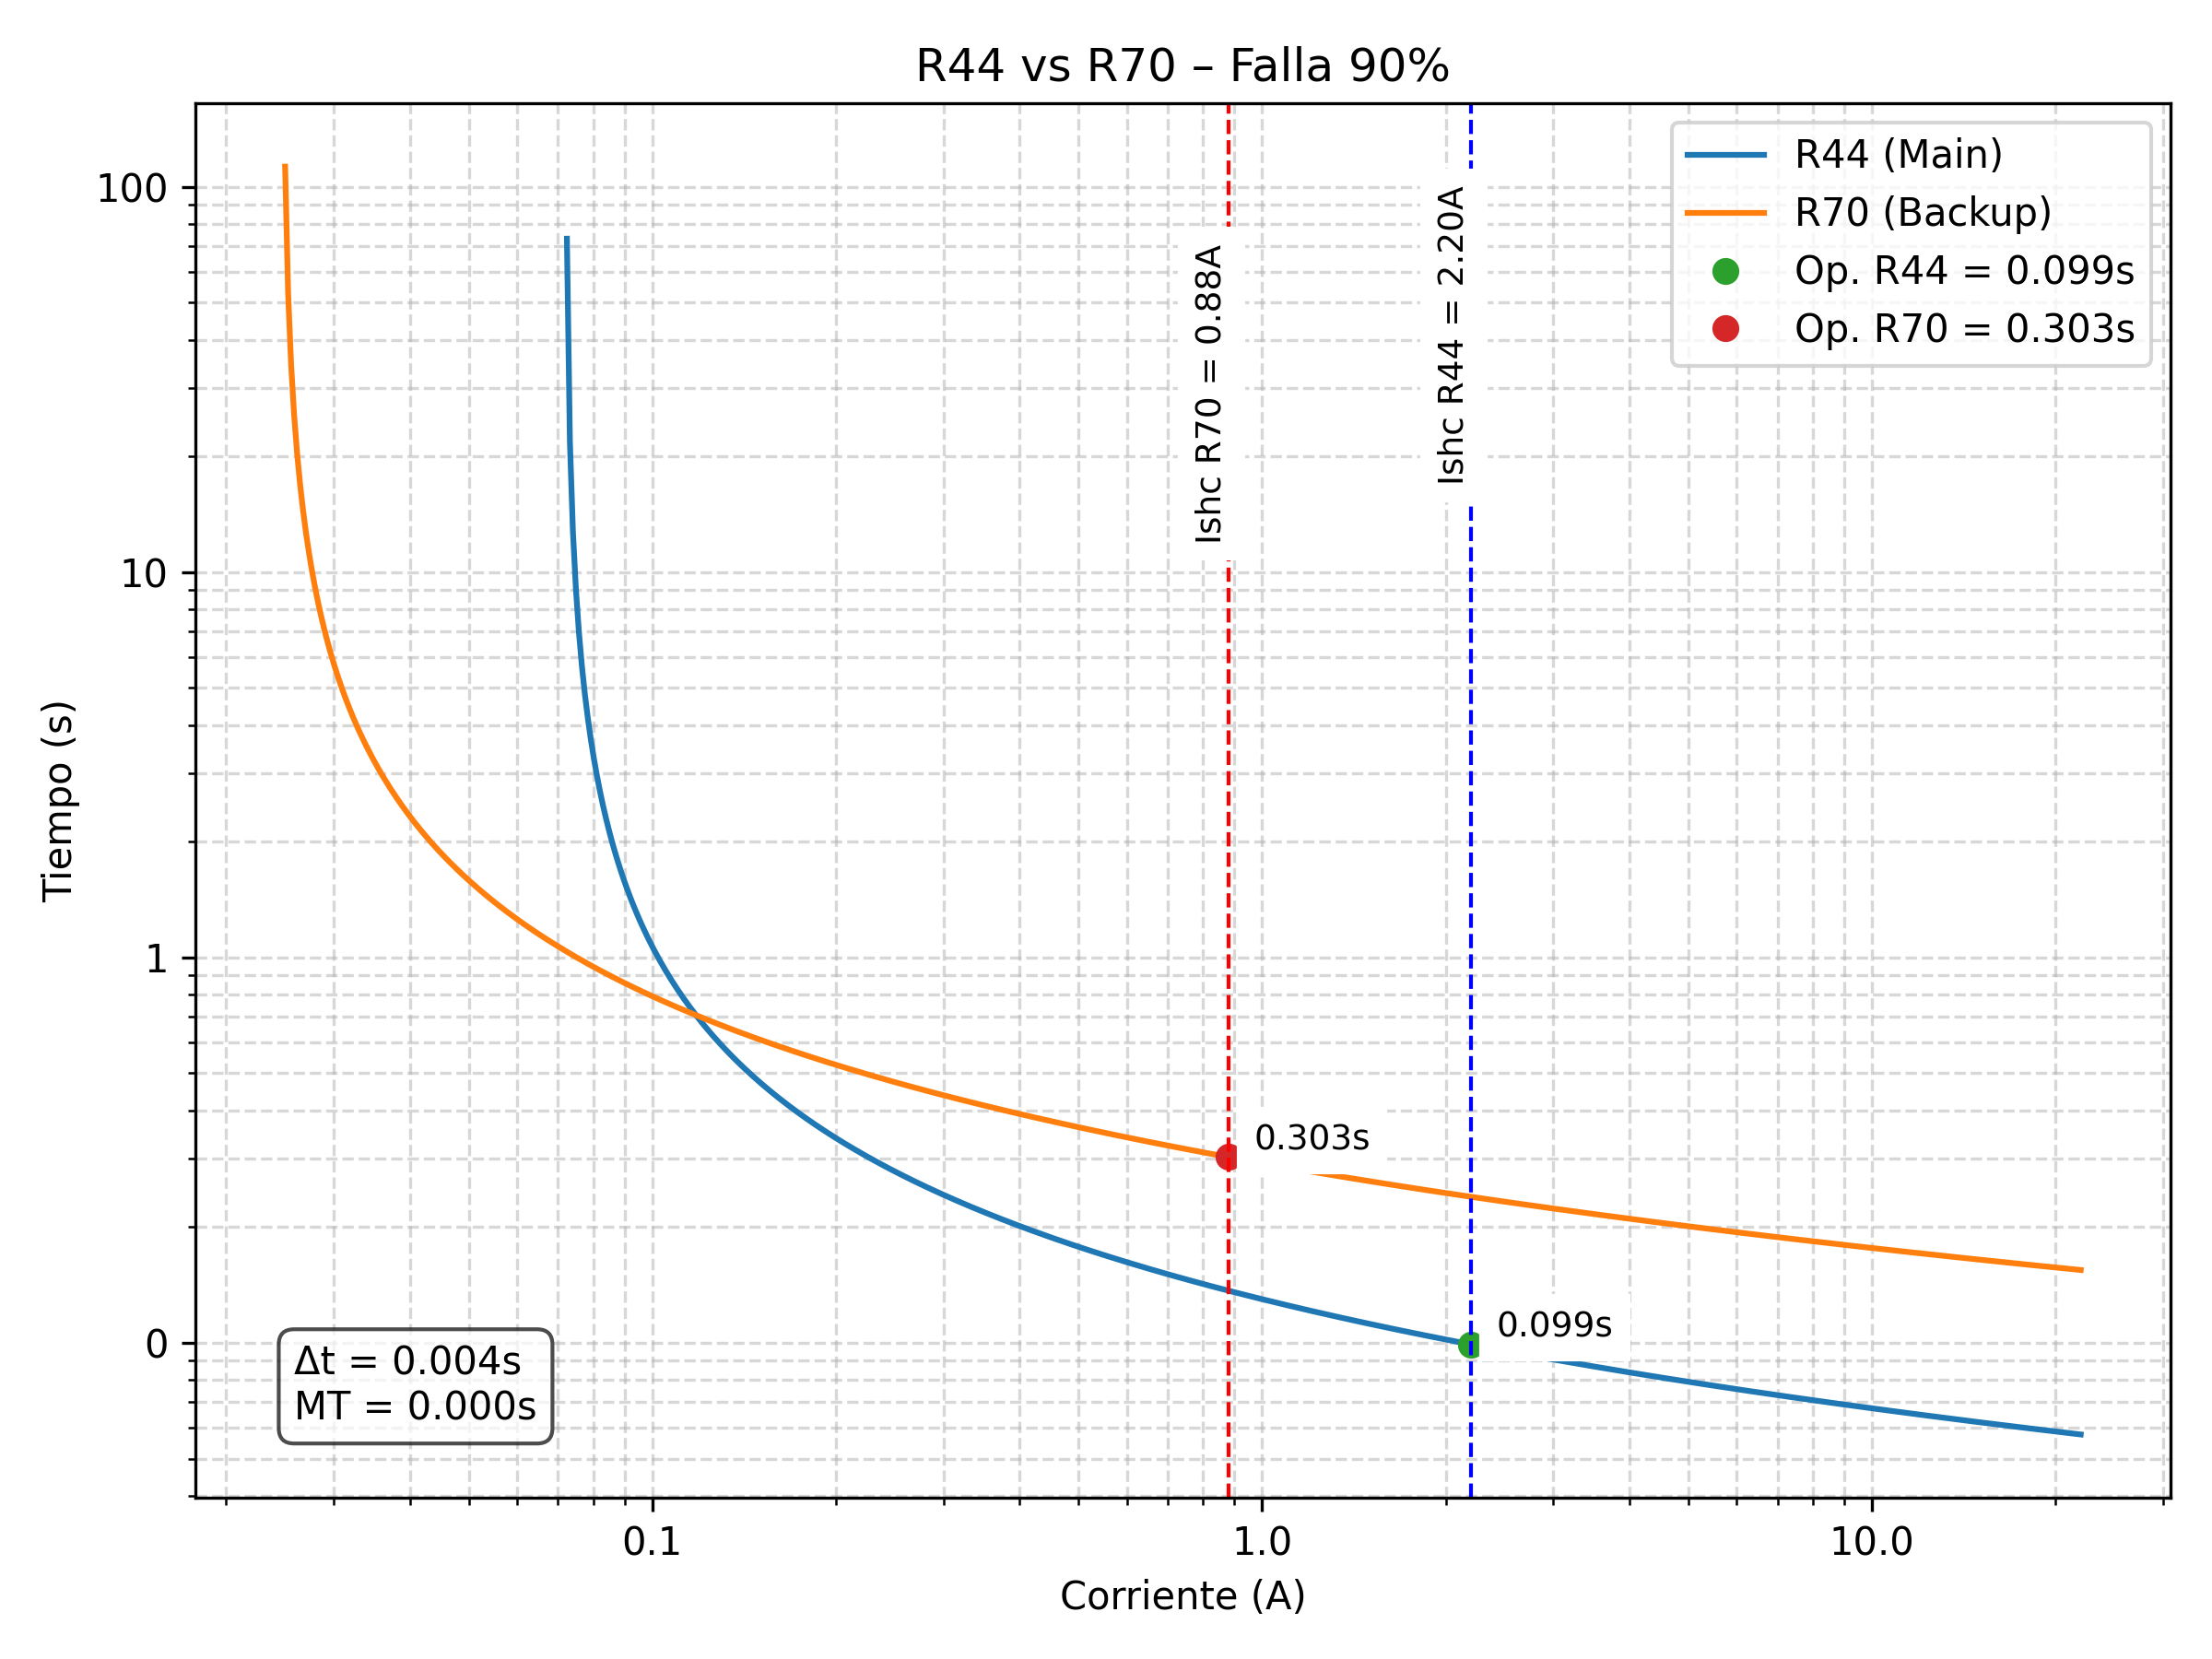 R44 vs R70 – Falla 90%
R44 (Main)
R70 (Backup)
Op. R44 = 0.099s
Op. R70 = 0.303s
Ishc R70 = 0.88A
Ishc R44 = 2.20A
100
10
1
0
Tiempo (s)
0.303s
0.099s
Δt = 0.004s
MT = 0.000s
0.1
1.0
10.0
Corriente (A)